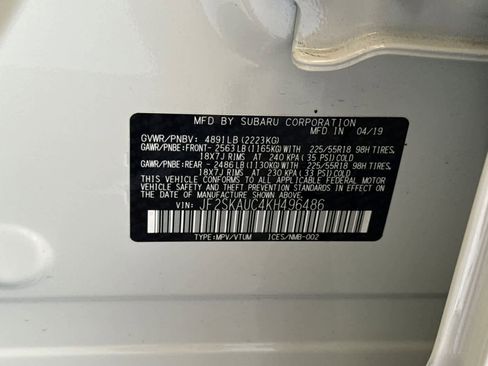 MFD BY SUBARU CORPORATION
MFD IN 04/19
GVWR/PNBV: 4891LB(2223KG)
GAWR/PNBE:FRONT- 2563LB(1165KG)WITH 225/55R18 98H TIRES,
18X7J RIMS AT 240 KPA(35 PSI)COLD
GAWR/PNBE:REAR - 2486LB(1130KG)WITH 225/55R18 98H TIRES,
18X7J RIMS AT 230 KPA(33 PSI)COLD
THIS VEHICLE CONFORMS TO ALL APPLICABLE FEDERAL MOTOR
VEHICLE SAFETY, BUMPER, AND THEFT PREVENTION STANDARDS
IN EFFECT ON THE DATE OF MANUFACTURE SHOWN ABOVE.
VIN: JF2SKAUC4KH496486
TYPE:MPV/VTUM ICES/NMB-002